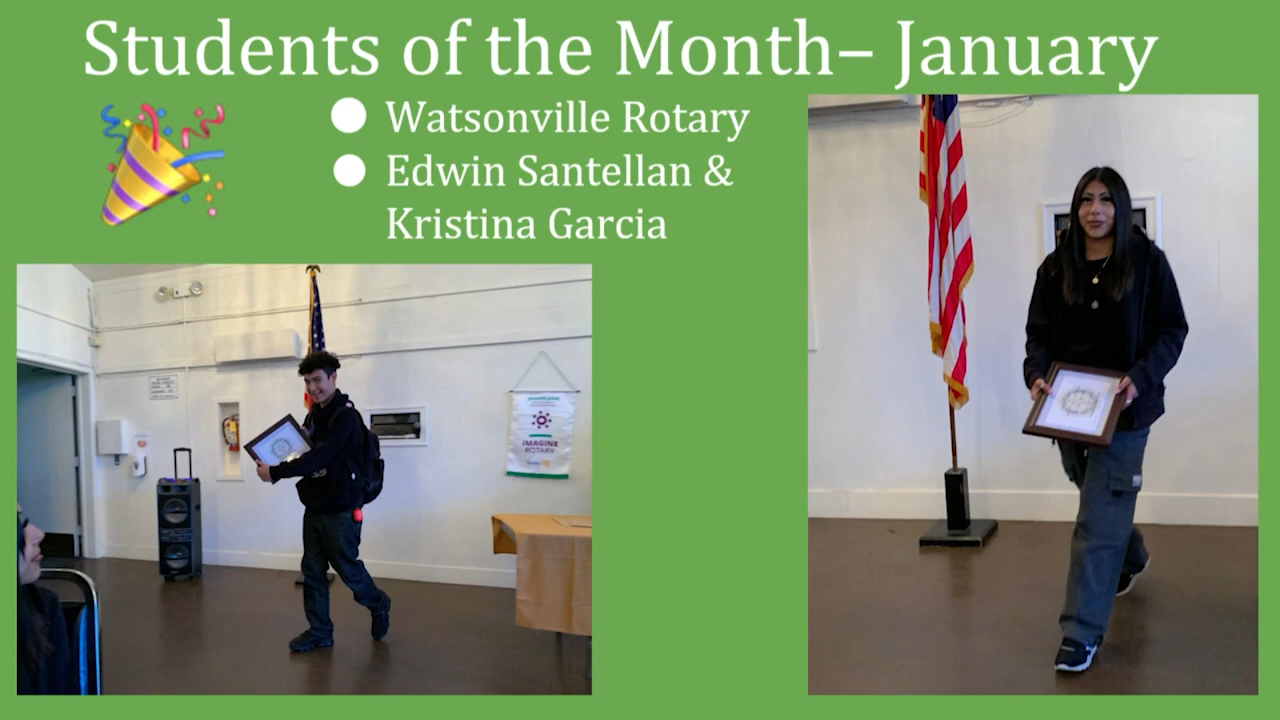 Students of the Month– January
Watsonville Rotary
Edwin Santellan &
Kristina Garcia
IMAGINE
ROTARY